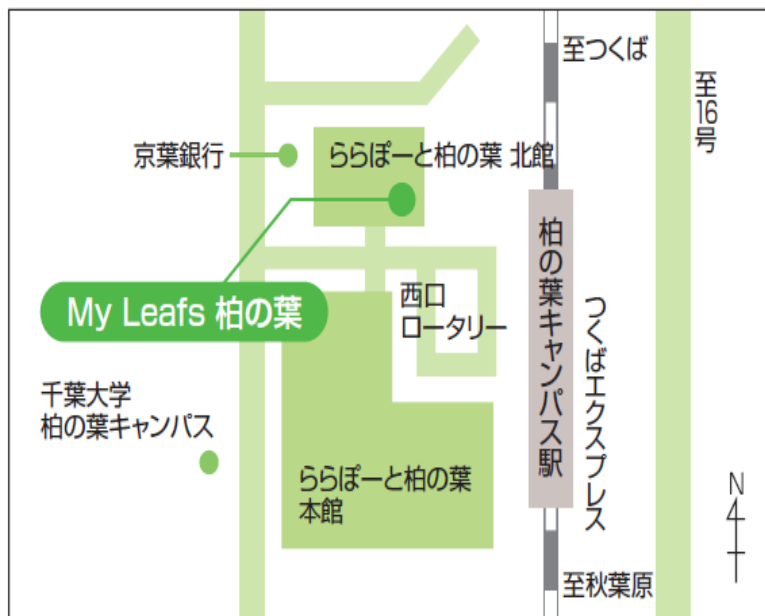 至つくば
至16号
京葉銀行
ららぽーと柏の葉 北館
My Leafs 柏の葉
西口
ロータリー
柏の葉キャンパス駅
つくばエクスプレス
千葉大学
柏の葉キャンパス
ららぽーと柏の葉
本館
N
至秋葉原